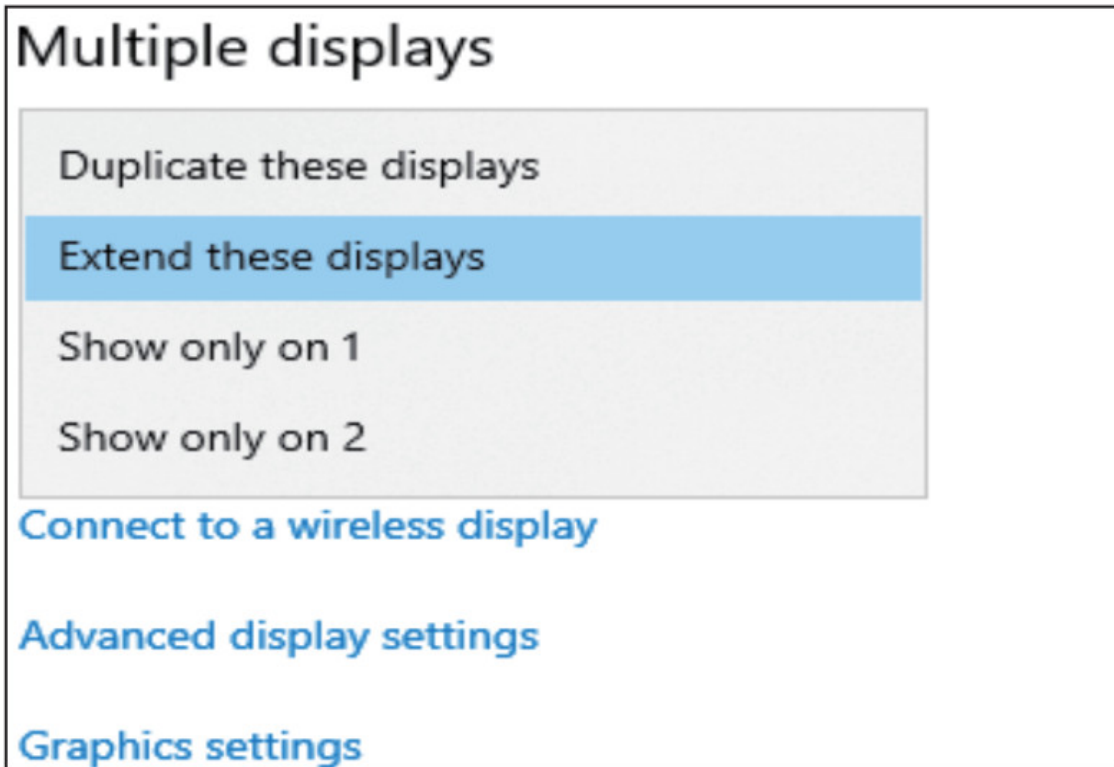 Multiple displays
Duplicate these displays
Extend these displays
Show only on 1
Show only on 2
Connect to a wireless display
Advanced display settings
Graphics settings